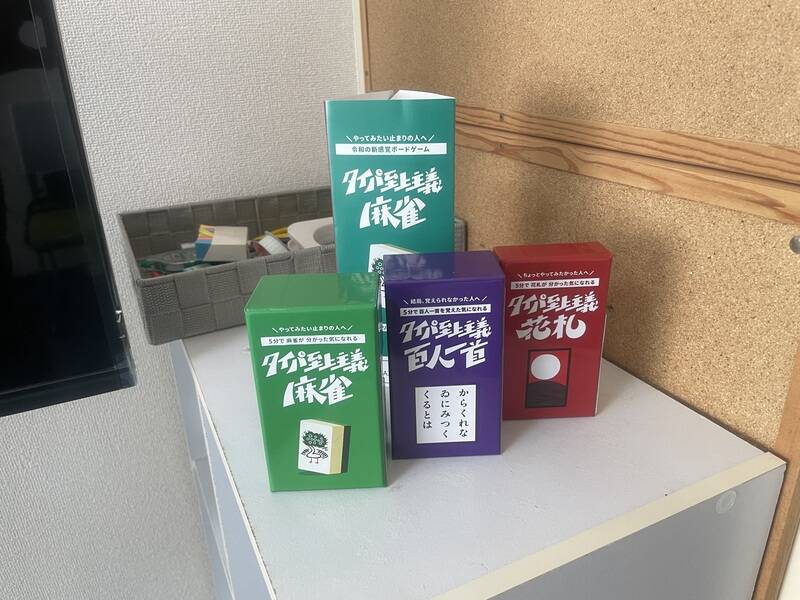 ＼やってみたい止まりの人へ／
令和の新感覚ボードゲーム
タイパ至上主義
麻雀
＼やってみたい止まりの人へ／
5分で 麻雀が 分かった気になれる
タイパ至上主義
麻雀
＼結局、覚えられなかった人へ／
5分で 百人一首を覚えた気になれる
タイパ至上主義
百人一首
からくれな
ゐにみつく
くるとは
＼ちょっとやってみたかった人へ／
5分で 花札が 分かった気になれる
タイパ至上主義
花札